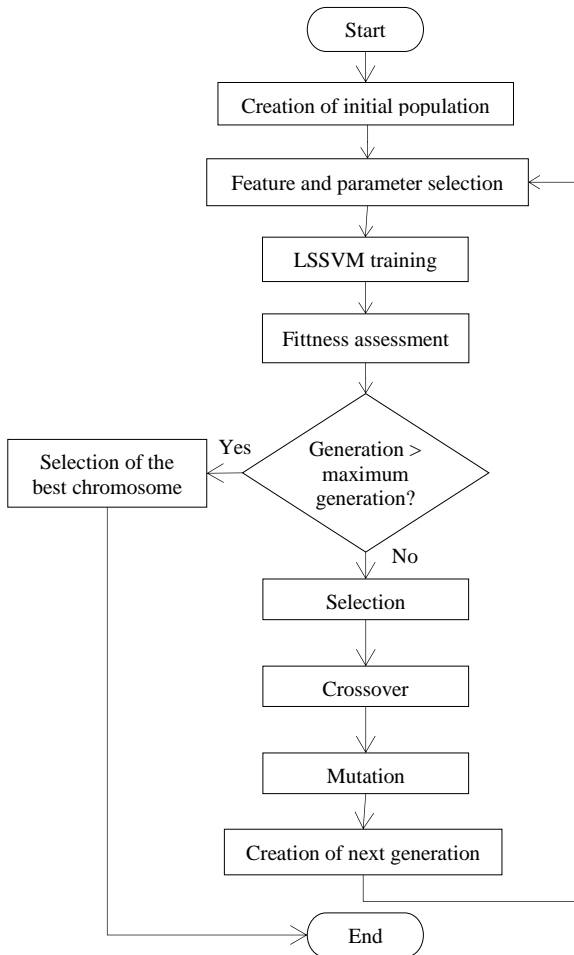 Start
Creation of initial population
Feature and parameter selection
LSSVM training
Fittness assessment
Yes
Selection of the
best chromosome
Generation >
maximum
generation?
No
Selection
Crossover
Mutation
Creation of next generation
End